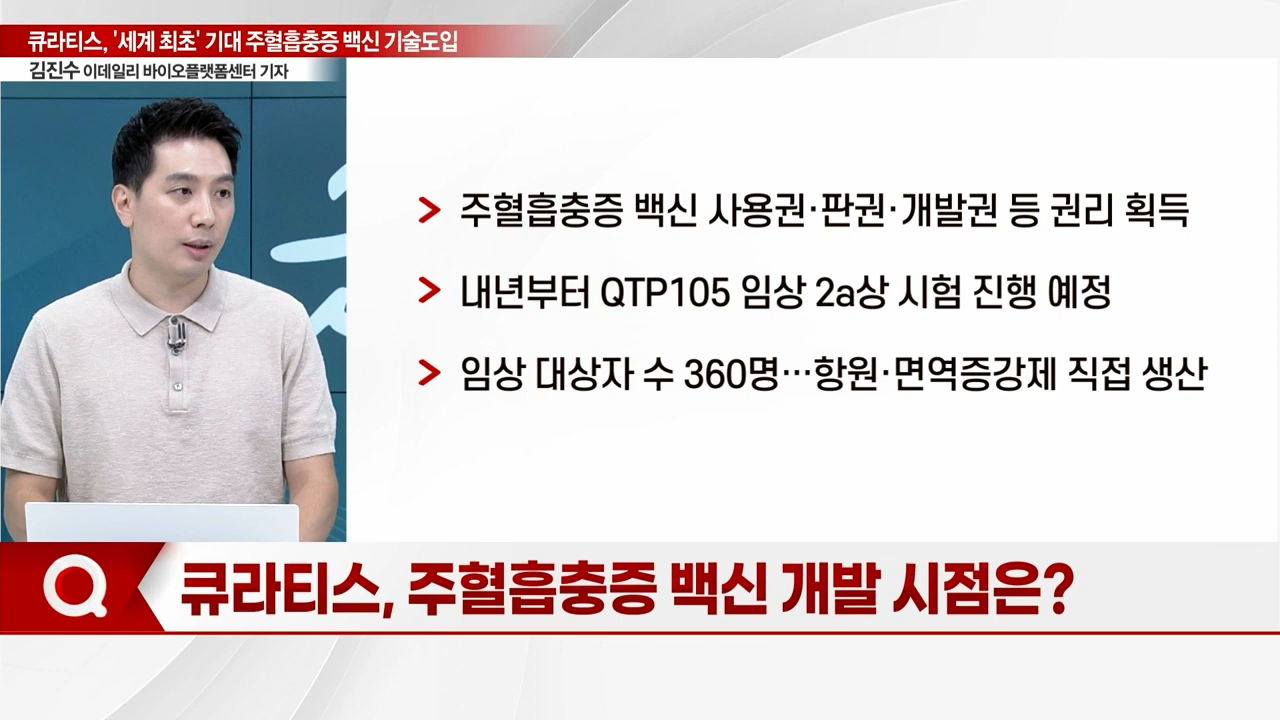 큐라티스, '세계 최초' 기대 주혈흡충증 백신 기술도입
김진수 이데일리 바이오플랫폼센터 기자
> 주혈흡충증 백신 사용권·판권·개발권 등 권리 획득
> 내년부터 QTP105 임상 2a상 시험 진행 예정
> 임상 대상자 수 360명…항원·면역증강제 직접 생산
Q 큐라티스, 주혈흡충증 백신 개발 시점은?